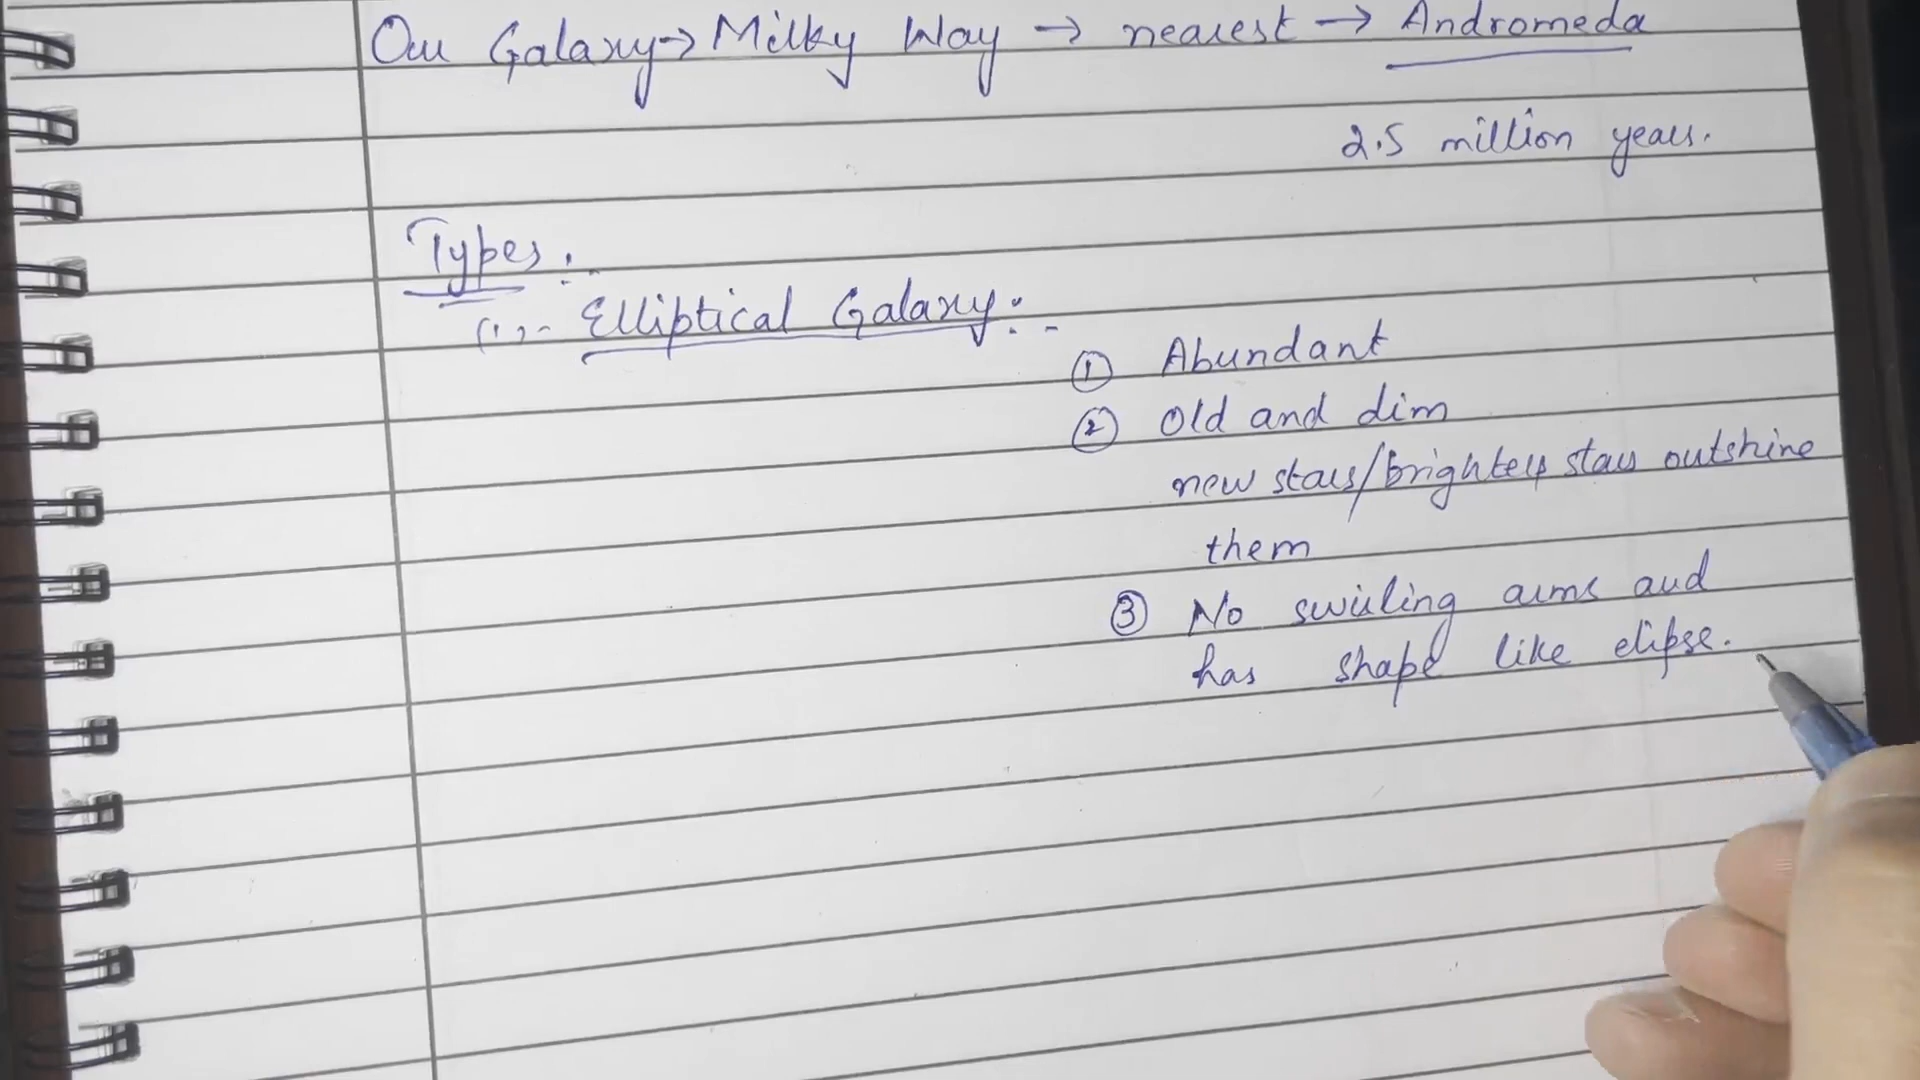 Our Galaxy → Milky Way → nearest → Andromeda
2.5 million years.
Types:-
(1):- Elliptical Galaxy:-
① Abundant
② Old and dim
new stars/brighters stars outshine
them
③ No swirling arms and
has shape like elipse.